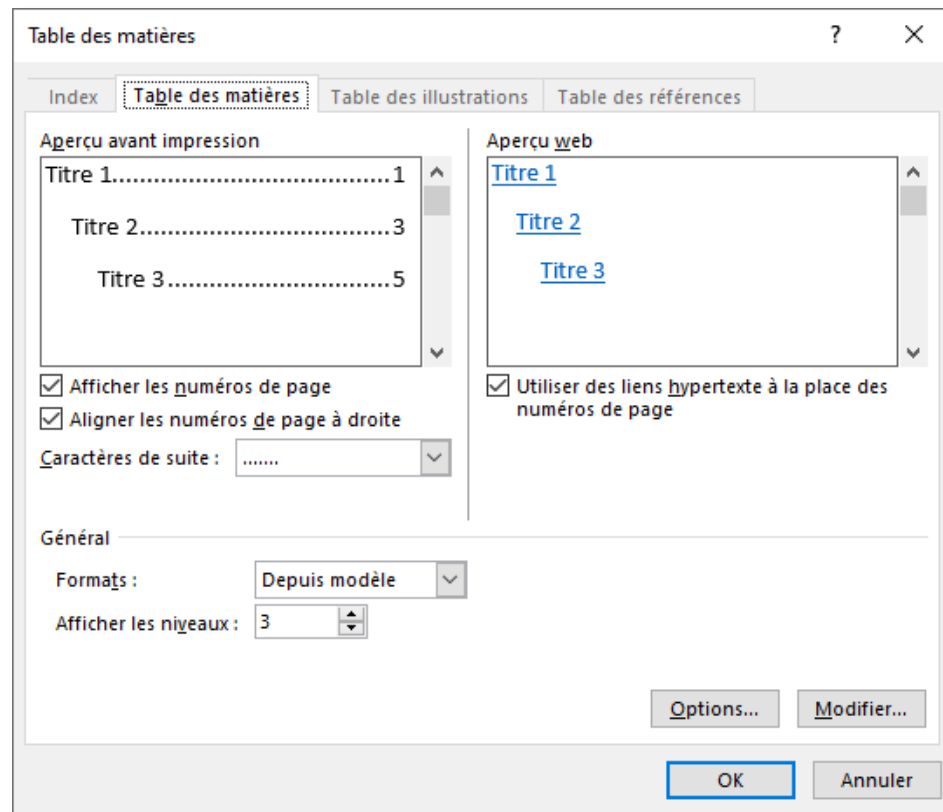 Table des matières
Index
Table des matières
Table des illustrations
Table des références
Aperçu avant impression
Titre 1.......................................1
Titre 2...................................3
Titre 3................................5
Afficher les numéros de page
Aligner les numéros de page à droite
Caractères de suite : .......
Aperçu web
Titre 1
Titre 2
Titre 3
Utiliser des liens hypertexte à la place des
numéros de page
Général
Formats : Depuis modèle
Afficher les niveaux : 3
Options... Modifier...
OK Annuler